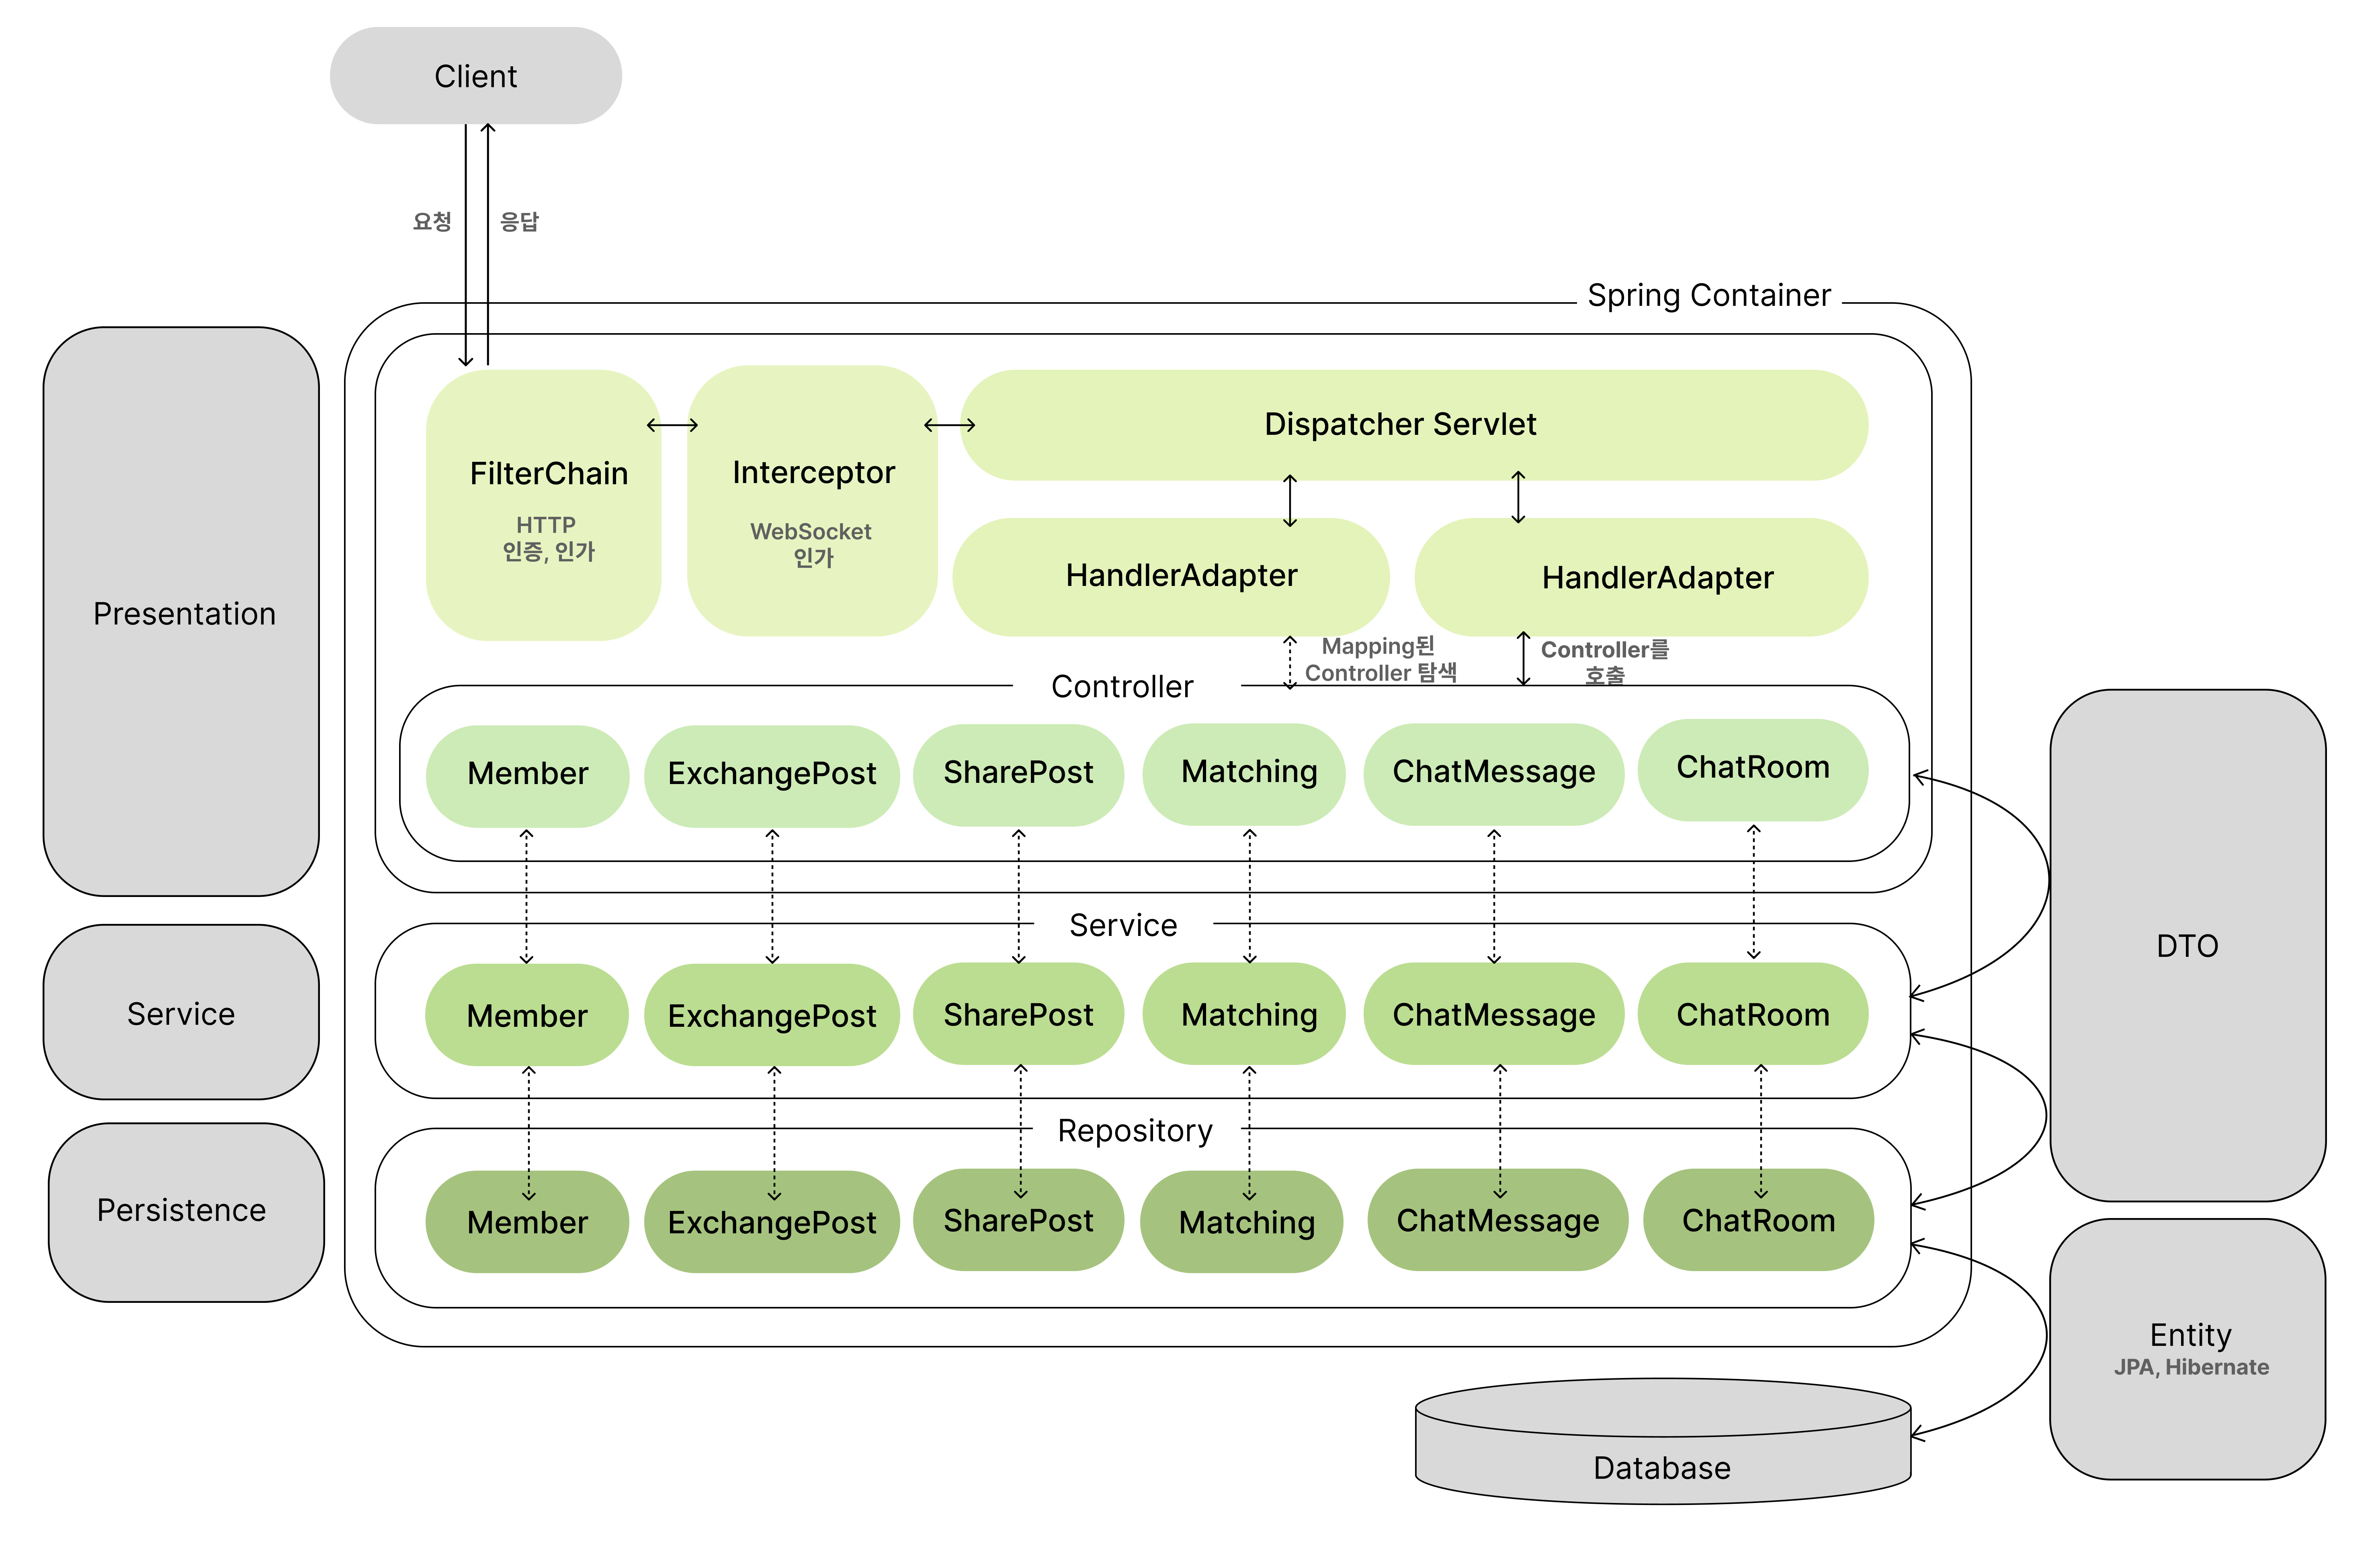 Client
요청
응답
Spring Container
Presentation
FilterChain
HTTP
인증, 인가
Interceptor
WebSocket
인가
Dispatcher Servlet
HandlerAdapter
HandlerAdapter
Mapping된
Controller 탐색
Controller를
호출
Controller
Member
ExchangePost
SharePost
Matching
ChatMessage
ChatRoom
Service
Service
Member
ExchangePost
SharePost
Matching
ChatMessage
ChatRoom
DTO
Persistence
Repository
Member
ExchangePost
SharePost
Matching
ChatMessage
ChatRoom
Entity
JPA, Hibernate
Database